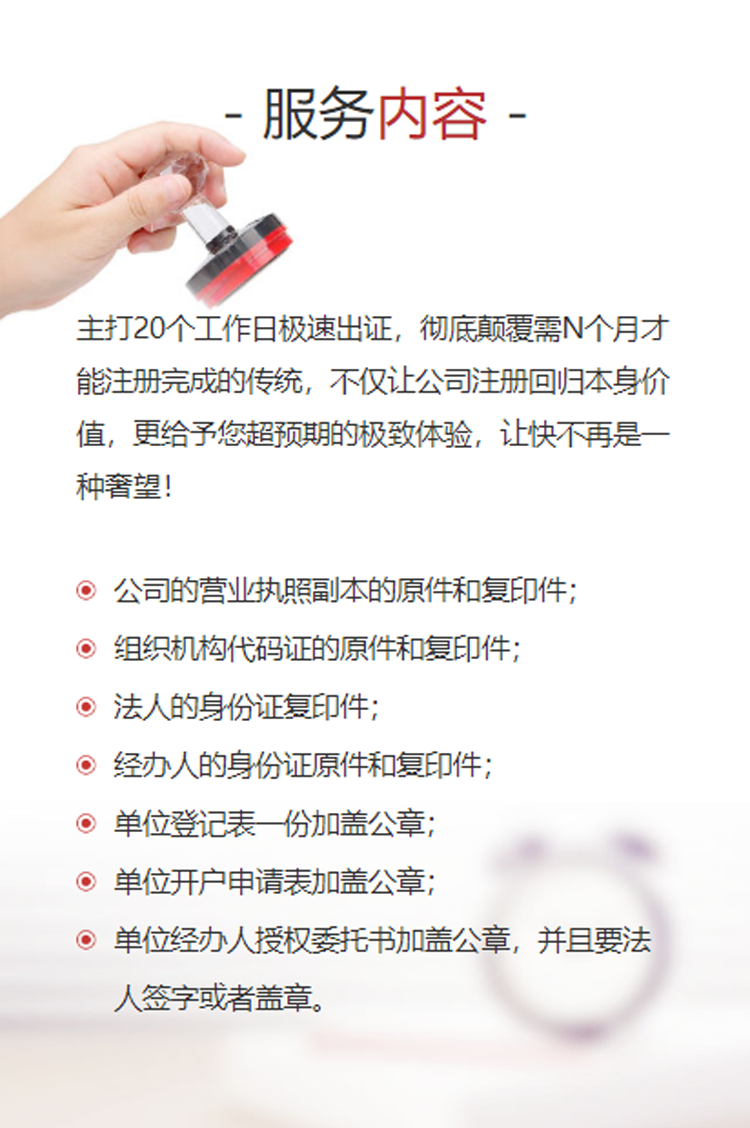 - 服务内容 -
主打20个工作日极速出证，彻底颠覆需N个月才
能注册完成的传统，不仅让公司注册回归本身价
值，更给予您超预期的极致体验，让快不再是一
种奢望！
公司的营业执照副本的原件和复印件；
组织机构代码证的原件和复印件；
法人的身份证复印件；
经办人的身份证原件和复印件；
单位登记表一份加盖公章；
单位开户申请表加盖公章；
单位经办人授权委托书加盖公章，并且要法
人签字或者盖章。